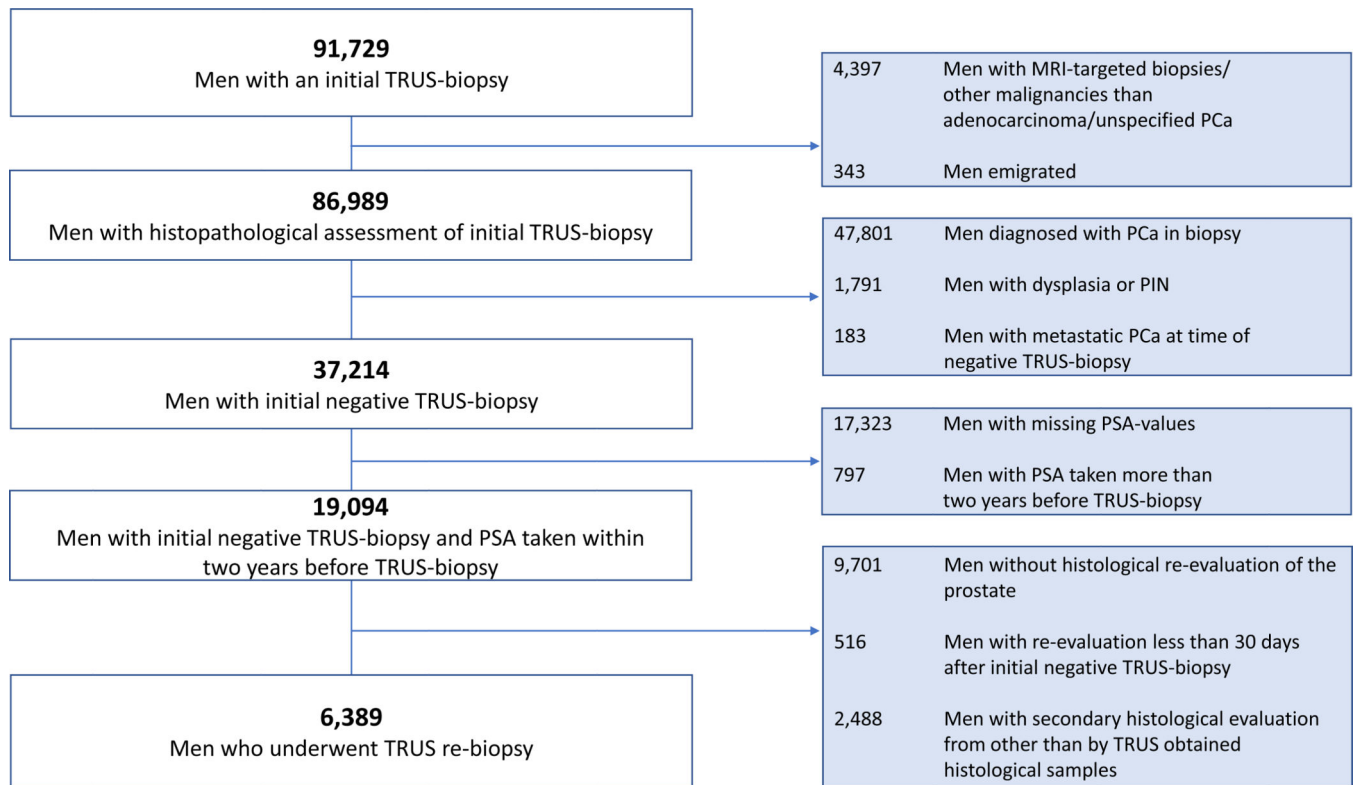 91,729
Men with an initial TRUS-biopsy
4,397 Men with MRI-targeted biopsies/
other malignancies than
adenocarcinoma/unspecified PCa
343 Men emigrated
86,989
Men with histopathological assessment of initial TRUS-biopsy
47,801 Men diagnosed with PCa in biopsy
1,791 Men with dysplasia or PIN
183 Men with metastatic PCa at time of
negative TRUS-biopsy
37,214
Men with initial negative TRUS-biopsy
17,323 Men with missing PSA-values
797 Men with PSA taken more than
two years before TRUS-biopsy
19,094
Men with initial negative TRUS-biopsy and PSA taken within
two years before TRUS-biopsy
9,701 Men without histological re-evaluation of the
prostate
516 Men with re-evaluation less than 30 days
after initial negative TRUS-biopsy
2,488 Men with secondary histological evaluation
from other than by TRUS obtained
histological samples
6,389
Men who underwent TRUS re-biopsy